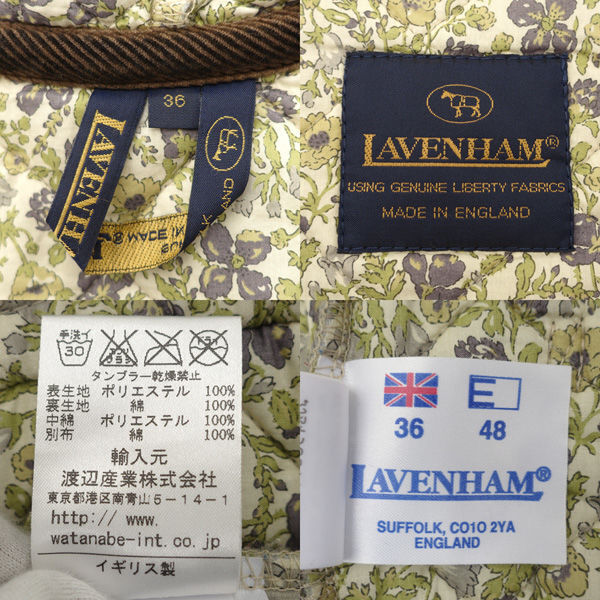 36
LAVENHAM
® MADE IN
LAND
LAVENHAM®
USING GENUINE LIBERTY FABRICS
MADE IN ENGLAND
手洗イ
30
タンブラー乾燥禁止
表生地 ポリエステル 100%
裏生地 綿 100%
中綿 ポリエステル 100%
別布 綿 100%
輸入元
渡辺産業株式会社
東京都港区南青山5-14-1
http://www.
watanabe-int.co.jp
イギリス製
E
36 48
LAVENHAM®
SUFFOLK, CO10 2YA
ENGLAND